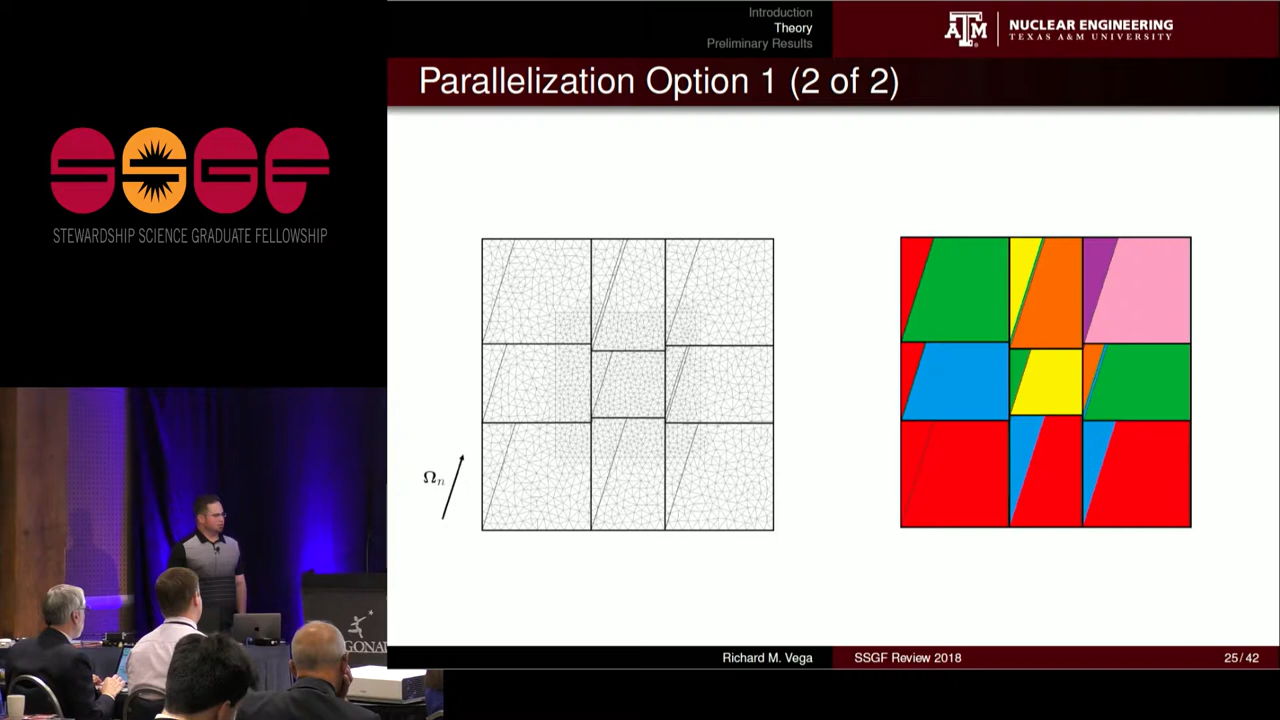 Introduction
Theory
Preliminary Results
ATM
NUCLEAR ENGINEERING
TEXAS A&M UNIVERSITY
Parallelization Option 1 (2 of 2)
SSGF
STEWARDSHIP SCIENCE GRADUATE FELLOWSHIP
Ωn
Richard M. Vega
SSGF Review 2018
25 / 42